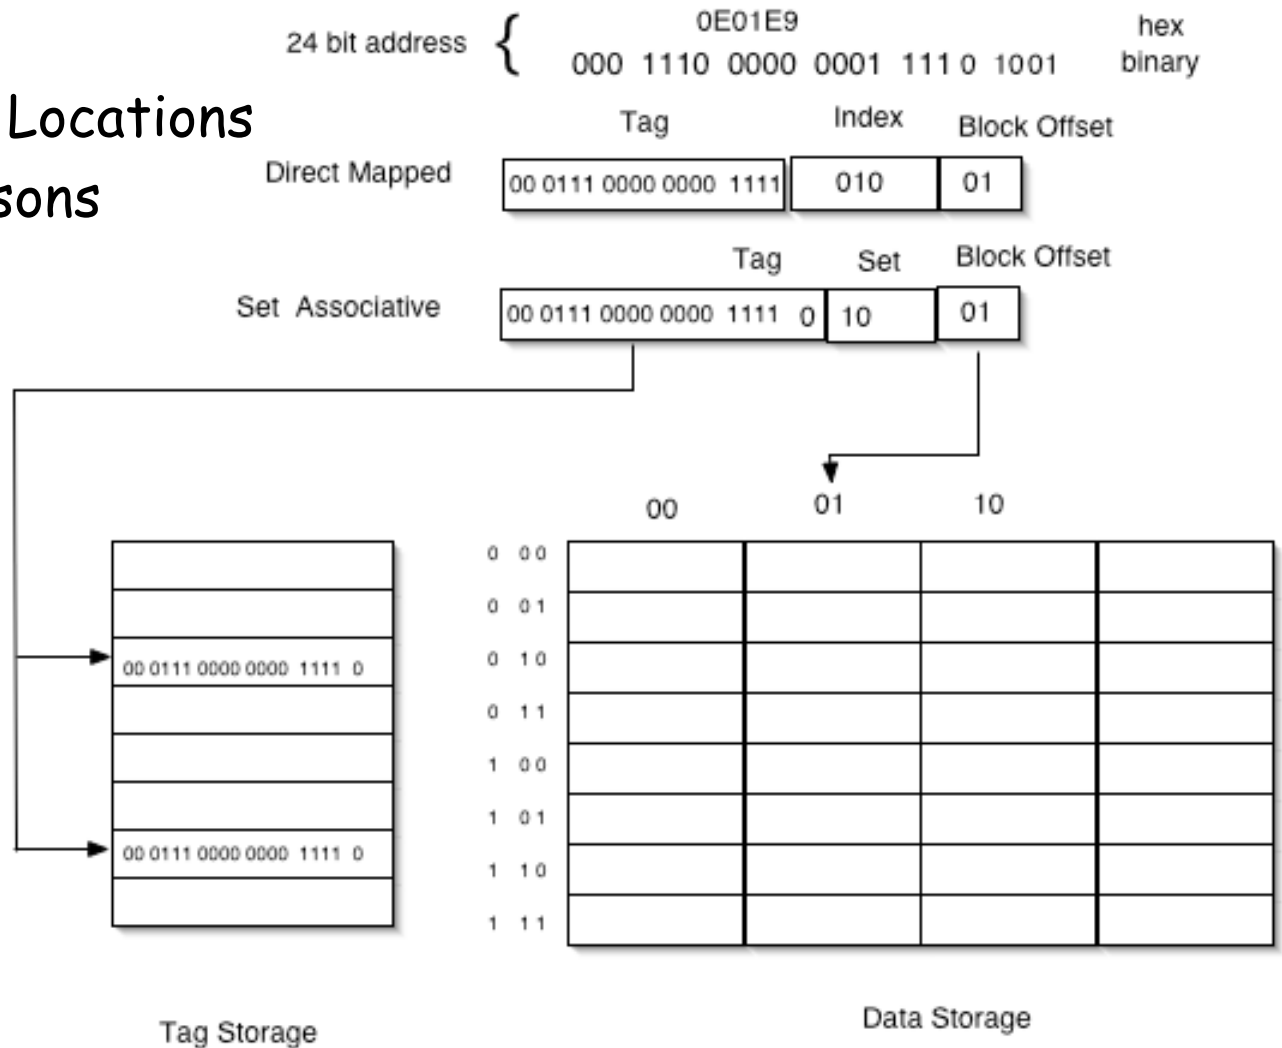 0E01E9 hex
24 bit address { 000 1110 0000 0001 111 0 1001 binary
Locations
Tag Index Block Offset
Direct Mapped 00 0111 0000 0000 1111 010 01
sons
Tag Set Block Offset
Set Associative 00 0111 0000 0000 1111 0 10 01
00 01 10
0 00
0 01
00 0111 0000 0000 1111 0 0 10
0 11
1 00
1 01
00 0111 0000 0000 1111 0 1 10
1 11
Tag Storage Data Storage